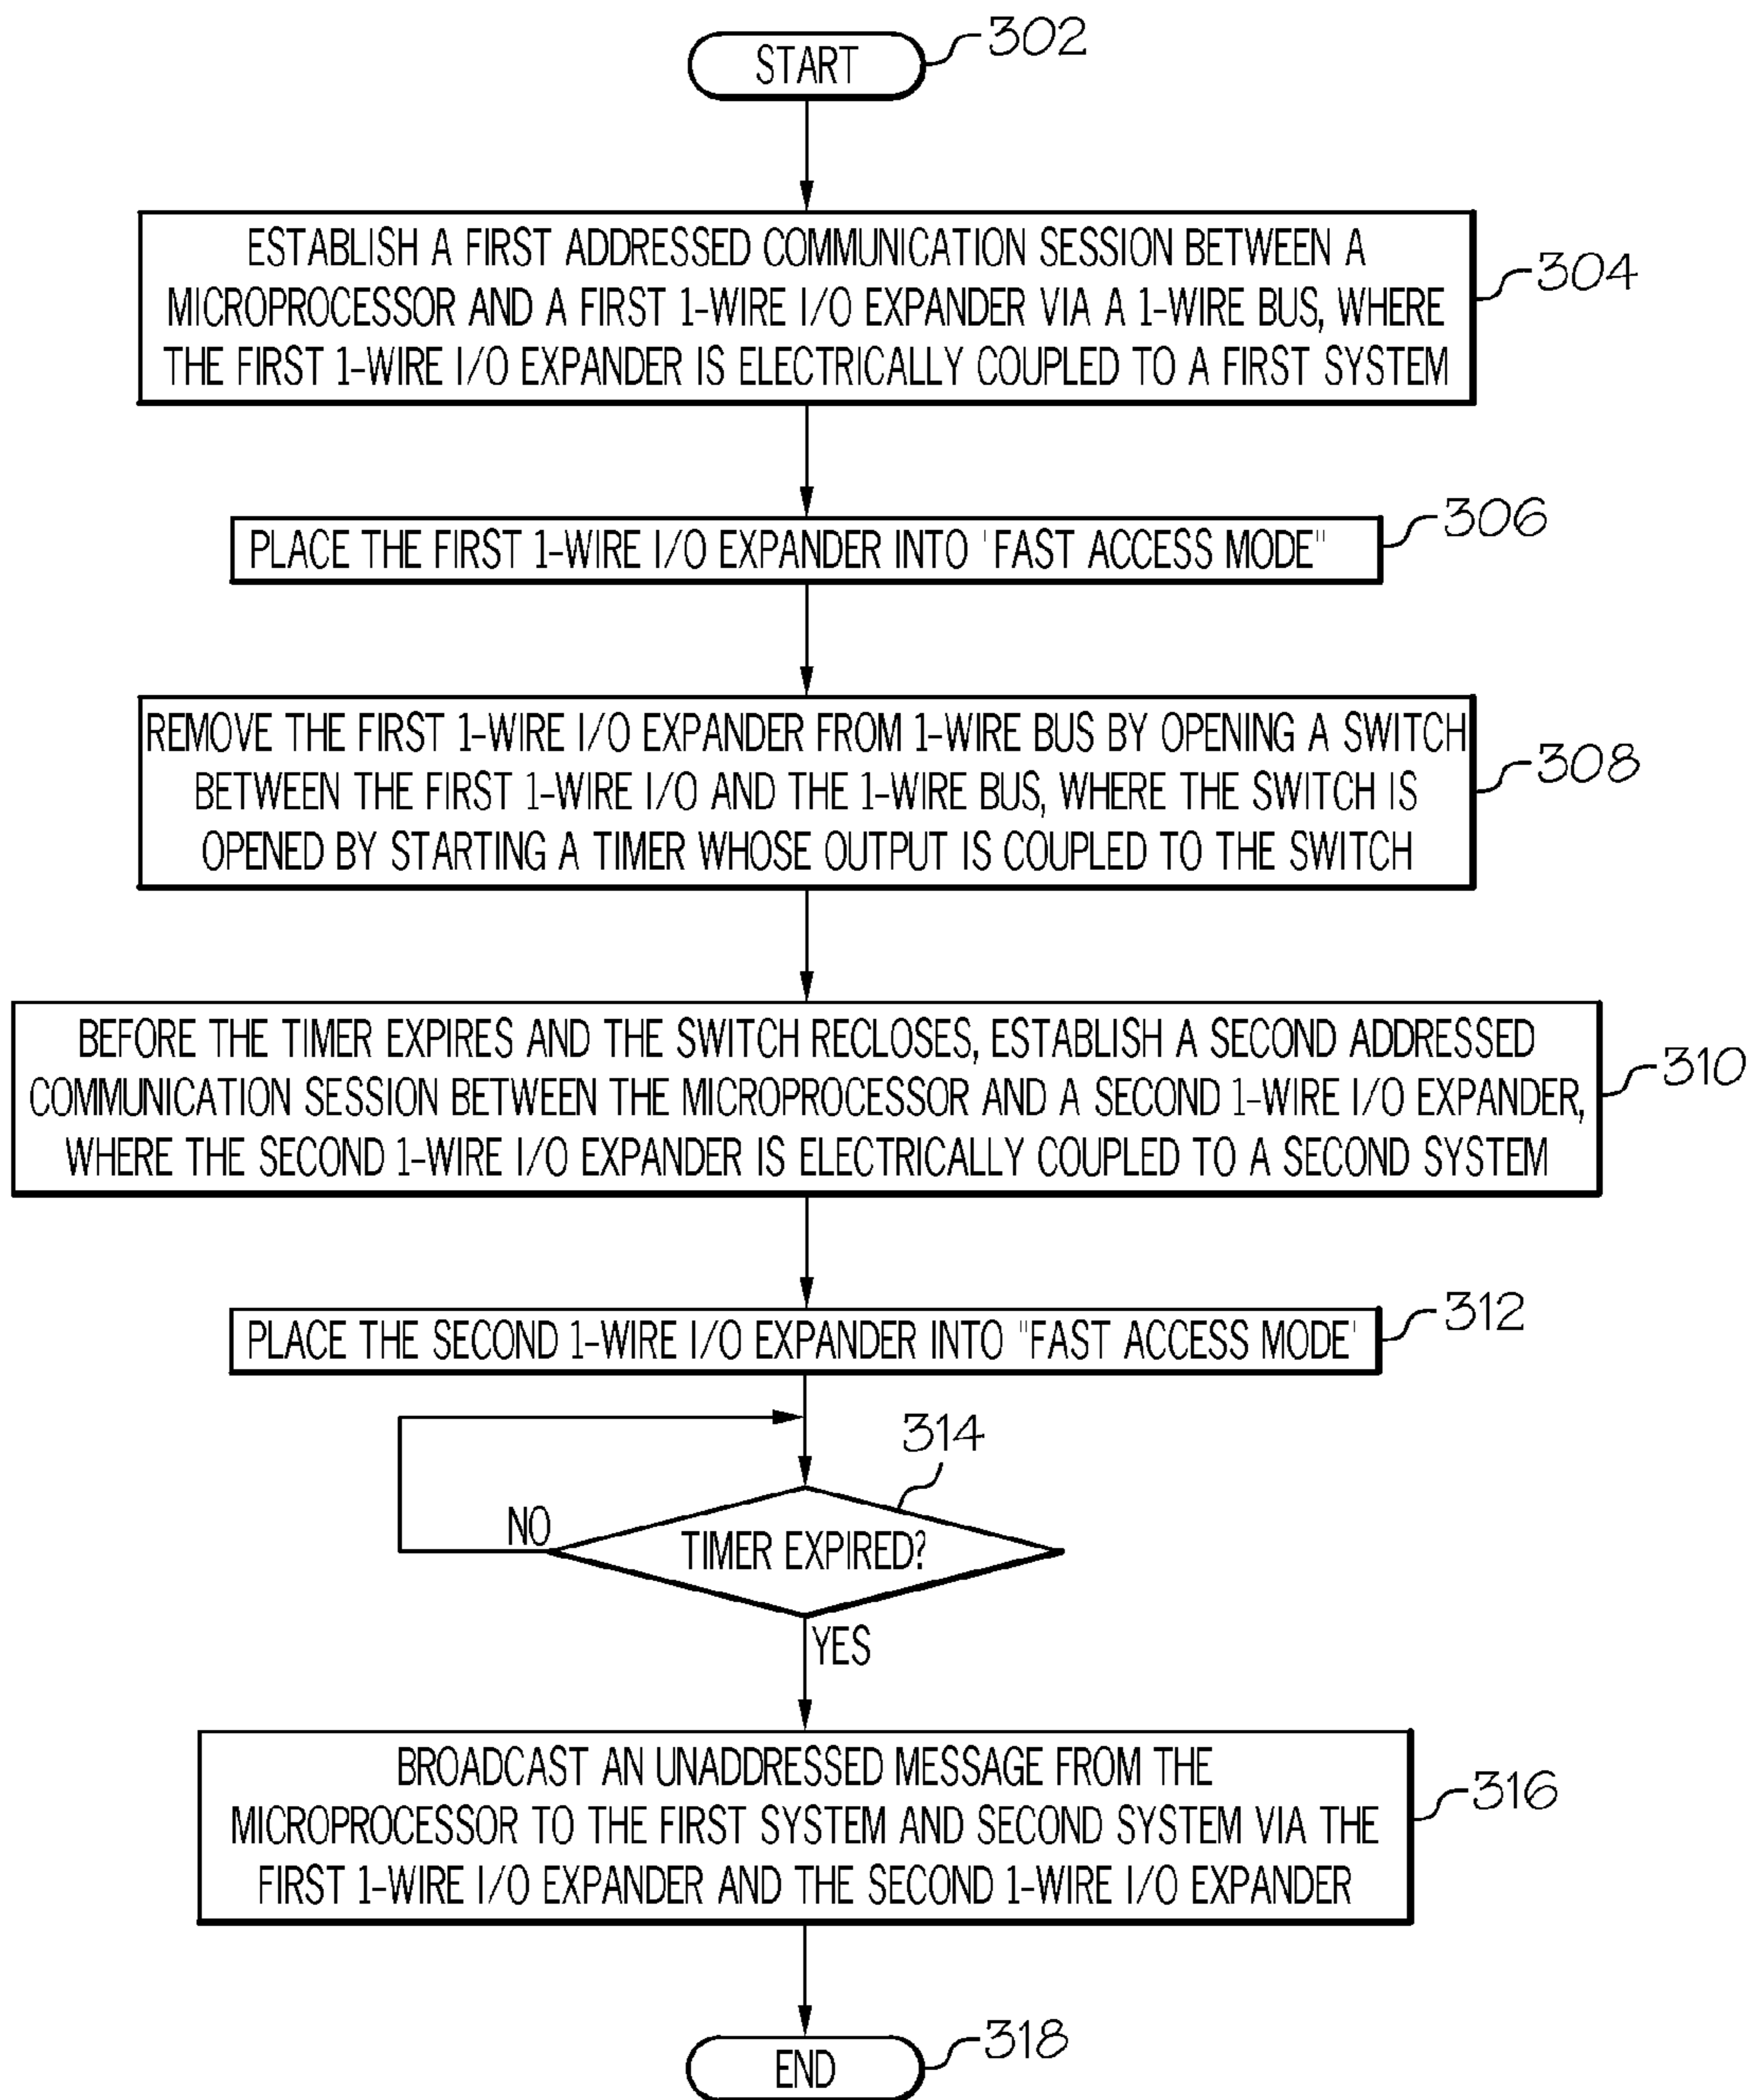 START
302
ESTABLISH A FIRST ADDRESSED COMMUNICATION SESSION BETWEEN A
MICROPROCESSOR AND A FIRST 1-WIRE I/O EXPANDER VIA A 1-WIRE BUS, WHERE
THE FIRST 1-WIRE I/O EXPANDER IS ELECTRICALLY COUPLED TO A FIRST SYSTEM
304
PLACE THE FIRST 1-WIRE I/O EXPANDER INTO 'FAST ACCESS MODE"
306
REMOVE THE FIRST 1-WIRE I/O EXPANDER FROM 1-WIRE BUS BY OPENING A SWITCH
BETWEEN THE FIRST 1-WIRE I/O AND THE 1-WIRE BUS, WHERE THE SWITCH IS
OPENED BY STARTING A TIMER WHOSE OUTPUT IS COUPLED TO THE SWITCH
308
BEFORE THE TIMER EXPIRES AND THE SWITCH RECLOSES, ESTABLISH A SECOND ADDRESSED
COMMUNICATION SESSION BETWEEN THE MICROPROCESSOR AND A SECOND 1-WIRE I/O EXPANDER,
WHERE THE SECOND 1-WIRE I/O EXPANDER IS ELECTRICALLY COUPLED TO A SECOND SYSTEM
310
PLACE THE SECOND 1-WIRE I/O EXPANDER INTO "FAST ACCESS MODE'
312
314
NO
TIMER EXPIRED?
YES
BROADCAST AN UNADDRESSED MESSAGE FROM THE
MICROPROCESSOR TO THE FIRST SYSTEM AND SECOND SYSTEM VIA THE
FIRST 1-WIRE I/O EXPANDER AND THE SECOND 1-WIRE I/O EXPANDER
316
END
318